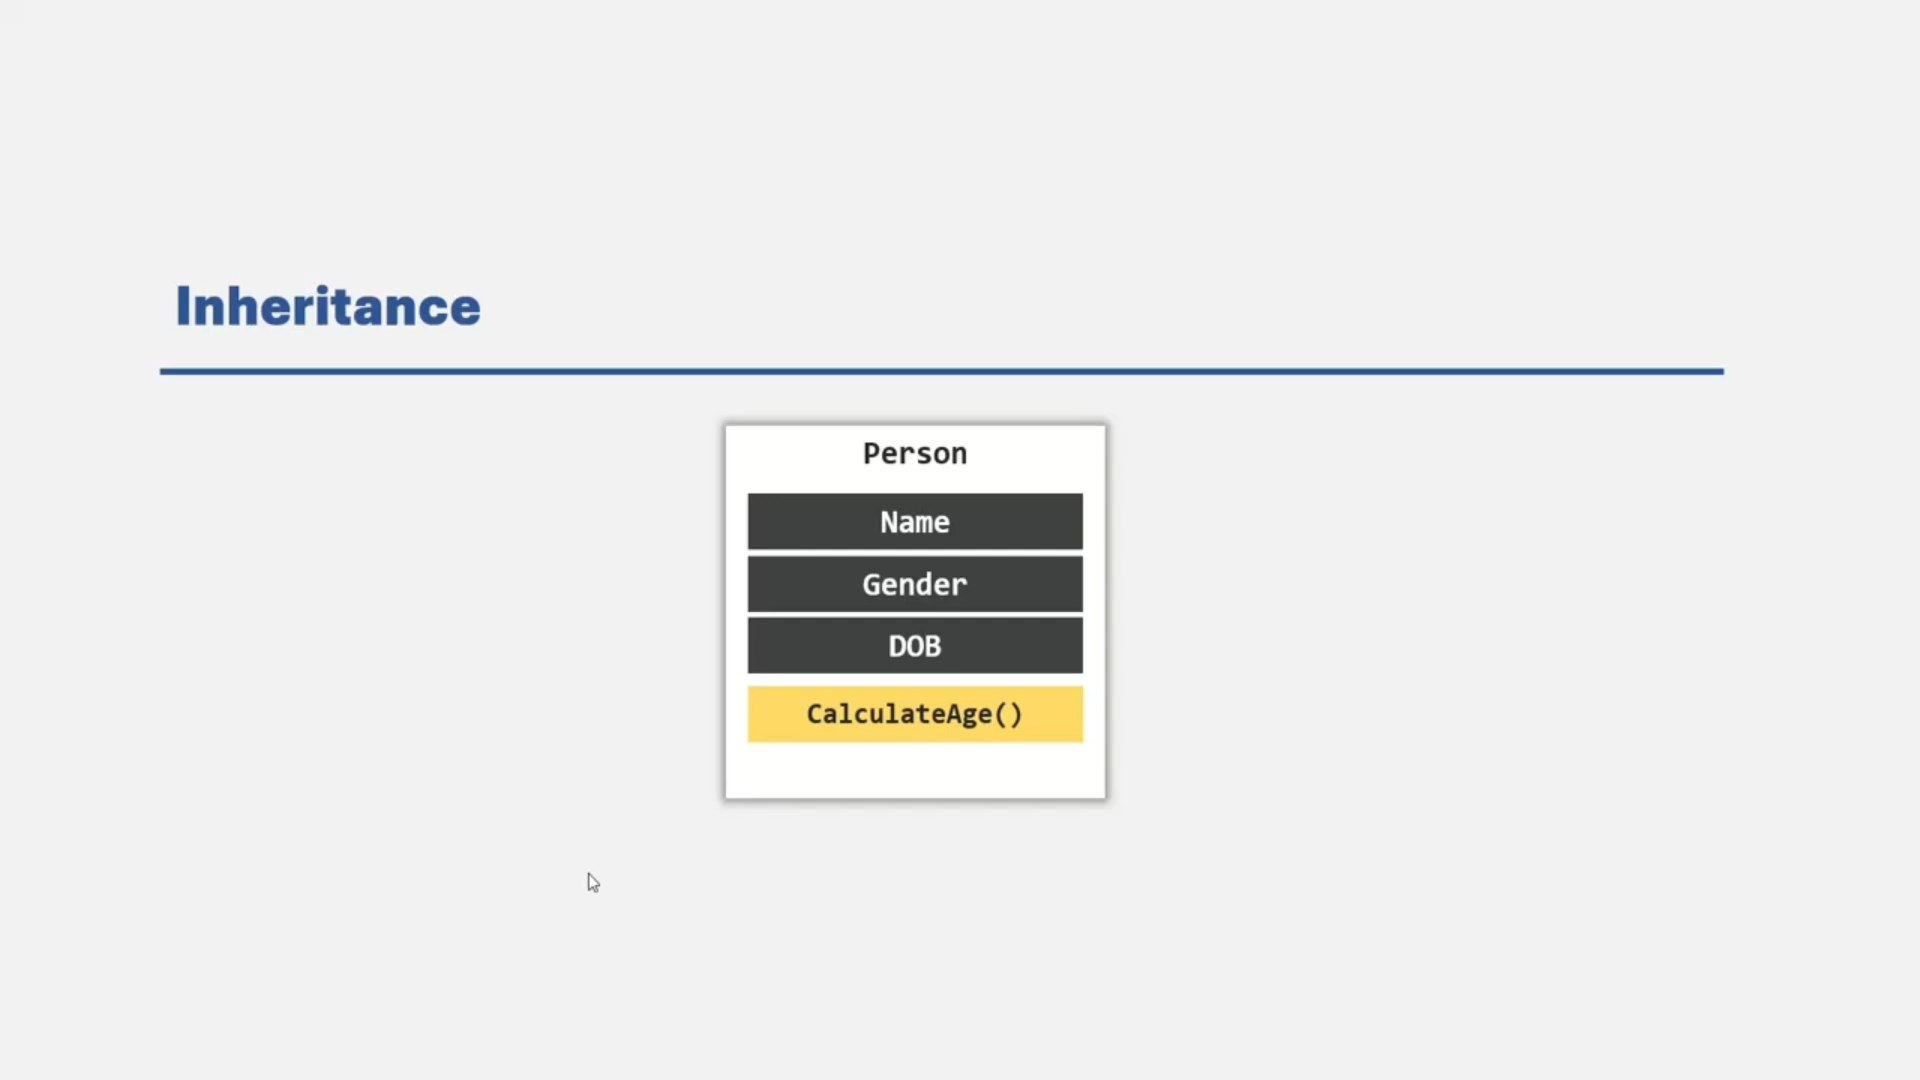 Inheritance
Person
Name
Gender
DOB
CalculateAge()